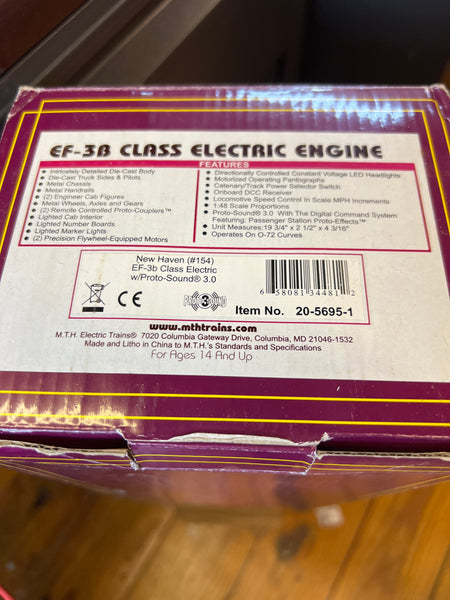 EF-3B CLASS ELECTRIC ENGINE
FEATURES
Intricately Detailed Die-Cast Body
Die-Cast Truck Sides & Pilots
Metal Chassis
Metal Handrails
(2) Engineer Cab Figures
Metal Wheels, Axles and Gears
(2) Remote Controlled Proto-Couplers™
Lighted Cab Interior
Lighted Number Boards
Lighted Marker Lights
(2) Precision Flywheel-Equipped Motors
Directionally Controlled Constant Voltage LED Headlights
Motorized Operating Pantographs
Catenary/Track Power Selector Switch
Onboard DCC Receiver
Locomotive Speed Control In Scale MPH Increments
1:48 Scale Proportions
Proto-Sound® 3.0 With The Digital Command System
Featuring: Passenger Station Proto-Effects™
Unit Measures:19 3/4" x 2 1/2" x 4 3/16"
Operates On O-72 Curves
New Haven (#154)
EF-3b Class Electric
w/Proto-Sound® 3.0
CE
PROTO 3 SOUND
6 58081 34481 2
Item No. 20-5695-1
www.mthtrains.com
M.T.H. Electric Trains® 7020 Columbia Gateway Drive, Columbia, MD 21046-1532
Made and Litho in China to M.T.H.'s Standards and Specifications
For Ages 14 And Up